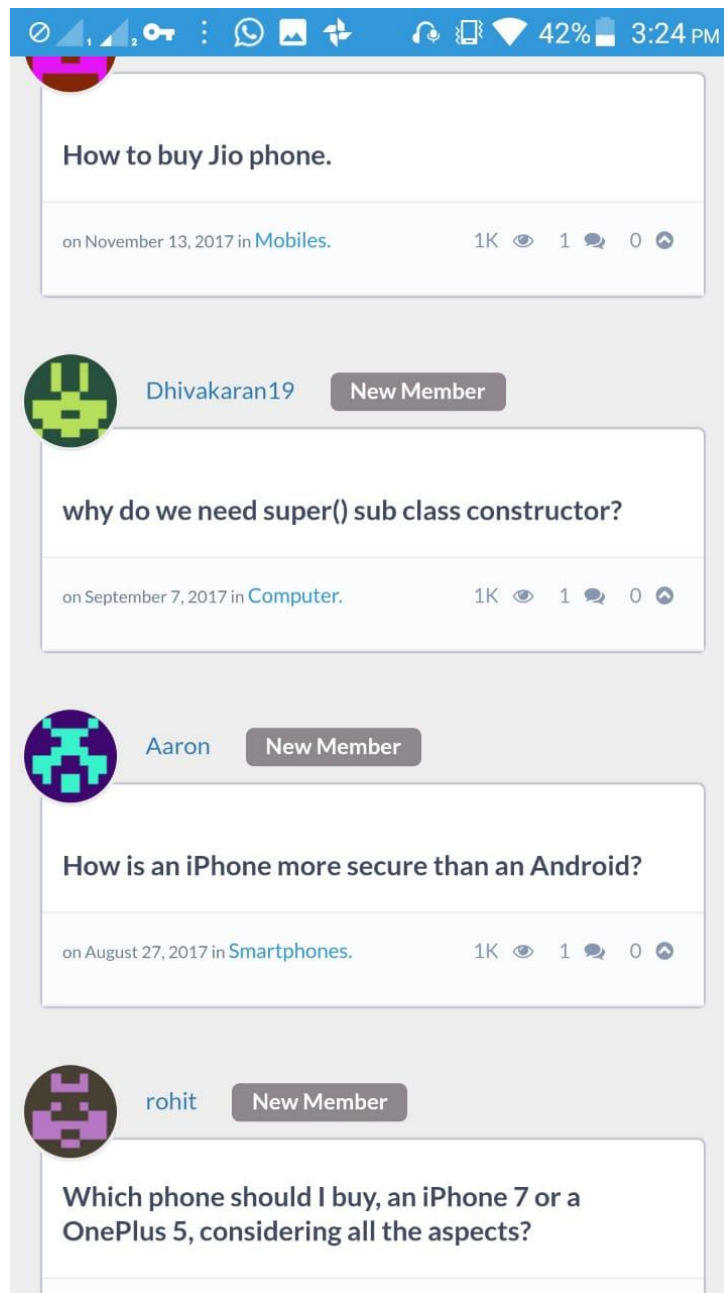 1 2 42% 3:24 PM
How to buy Jio phone.
on November 13, 2017 in Mobiles. 1K 1 0
Dhivakaran19 New Member
why do we need super() sub class constructor?
on September 7, 2017 in Computer. 1K 1 0
Aaron New Member
How is an iPhone more secure than an Android?
on August 27, 2017 in Smartphones. 1K 1 0
rohit New Member
Which phone should I buy, an iPhone 7 or a
OnePlus 5, considering all the aspects?